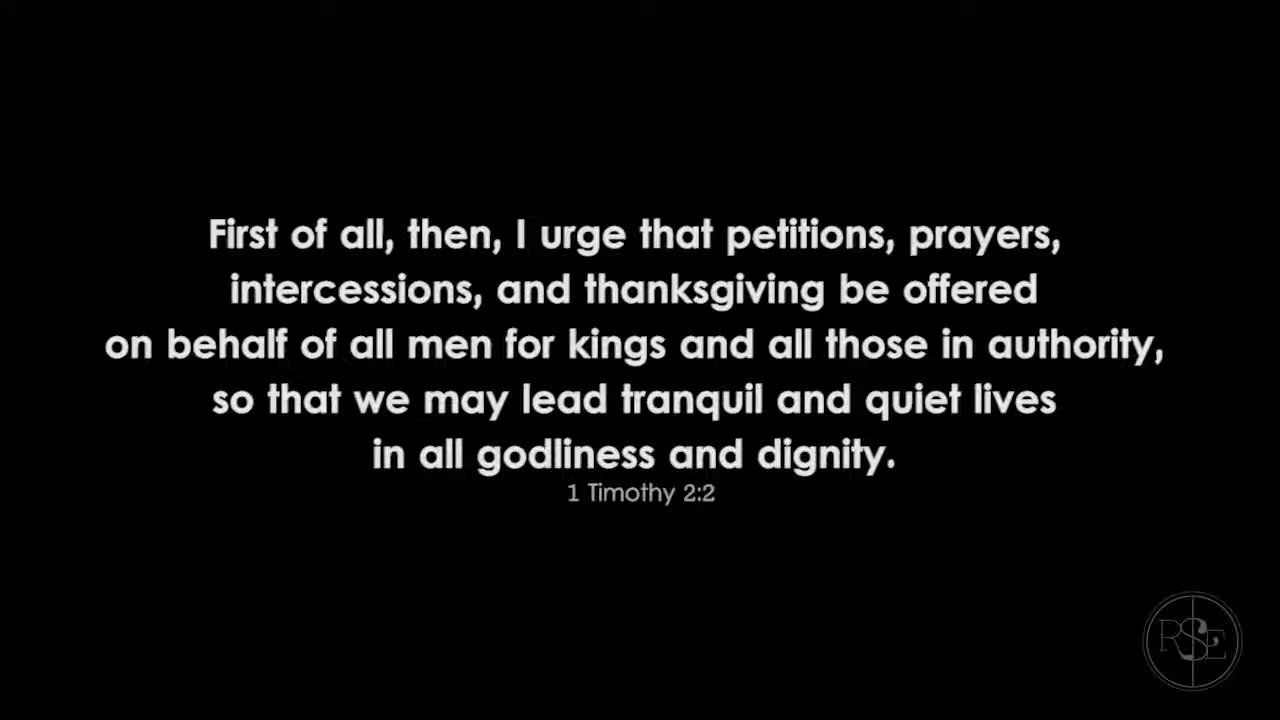 First of all, then, I urge that petitions, prayers,
intercessions, and thanksgiving be offered
on behalf of all men for kings and all those in authority,
so that we may lead tranquil and quiet lives
in all godliness and dignity.
1 Timothy 2:2
RSE